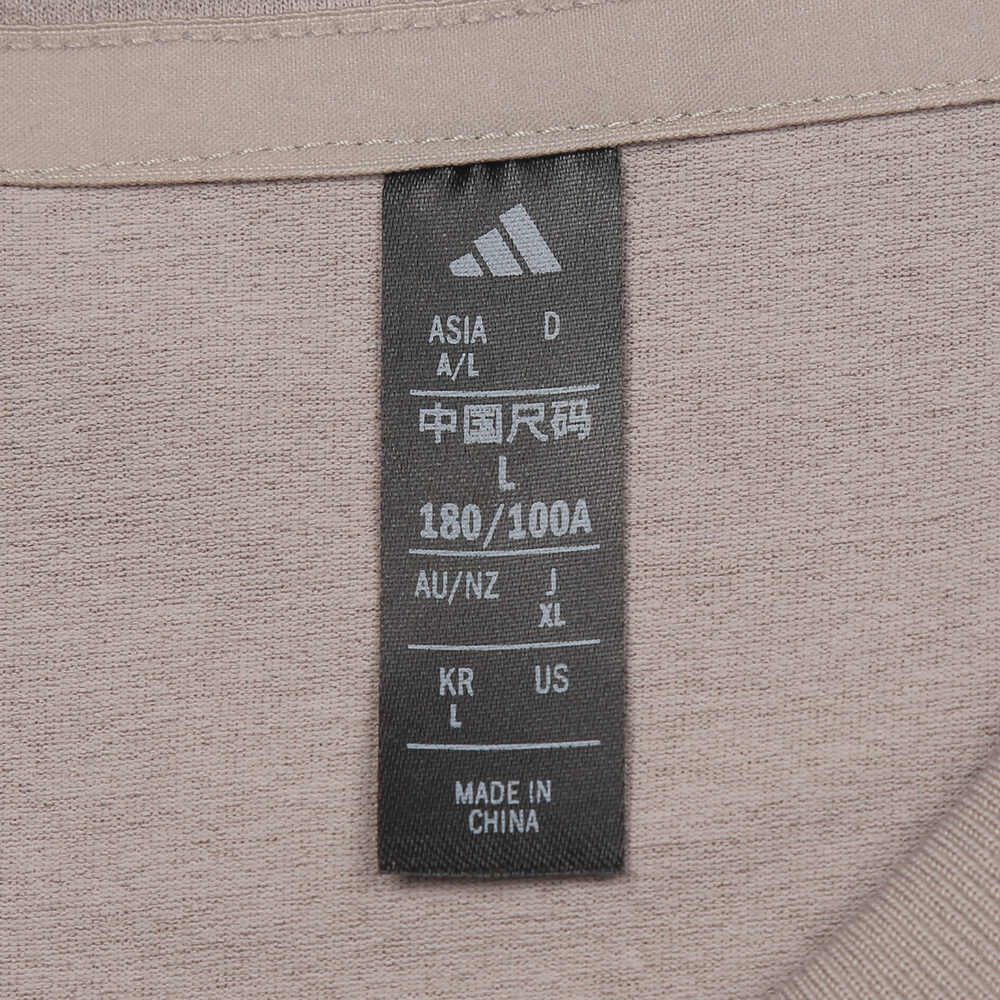 ASIA D
A/L
中国尺码
L
180/100A
AU/NZ J
XL
KR US
L
MADE IN
CHINA